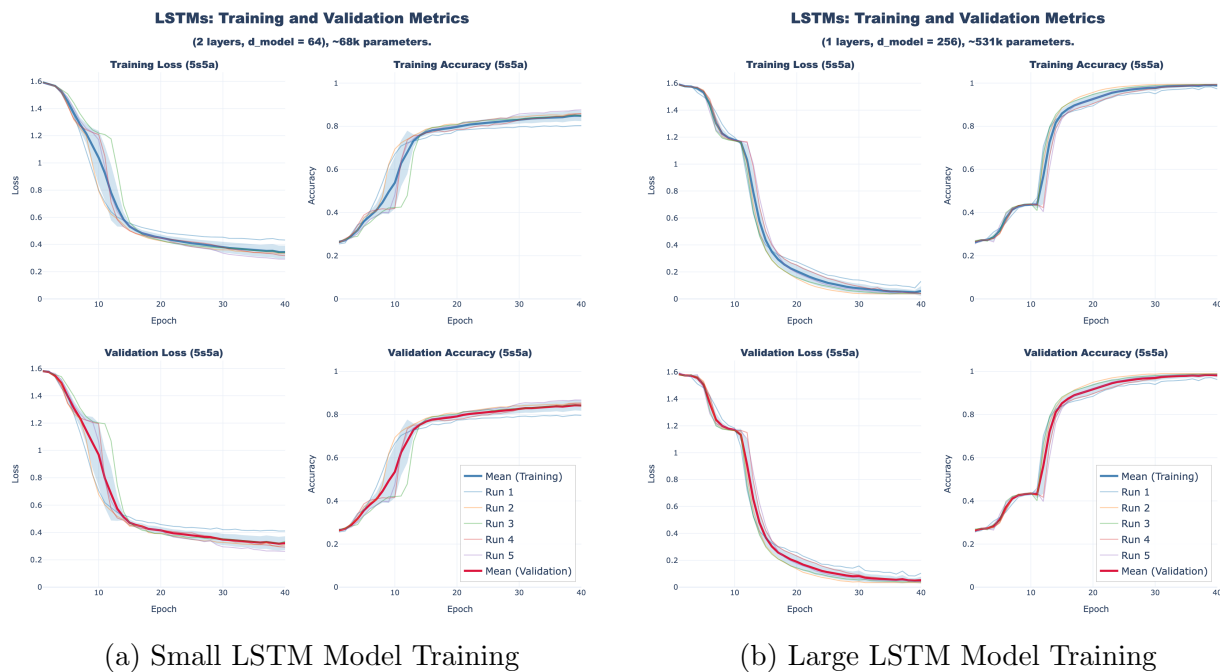 LSTMs: Training and Validation Metrics
(2 layers, d_model = 64), ~68k parameters.
Training Loss (5s5a)
Training Accuracy (5s5a)
1.6
1.4
1.2
1
0.8
0.6
0.4
0.2
0
Loss
10
20
30
40
Epoch
1
0.8
0.6
0.4
0.2
0
Accuracy
10
20
30
40
Epoch
Validation Loss (5s5a)
Validation Accuracy (5s5a)
1.6
1.4
1.2
1
0.8
0.6
0.4
0.2
0
Loss
10
20
30
40
Epoch
1
0.8
0.6
0.4
0.2
0
Accuracy
10
20
30
40
Epoch
Mean (Training)
Run 1
Run 2
Run 3
Run 4
Run 5
Mean (Validation)
(a) Small LSTM Model Training
LSTMs: Training and Validation Metrics
(1 layers, d_model = 256), ~531k parameters.
Training Loss (5s5a)
Training Accuracy (5s5a)
1.6
1.4
1.2
1
0.8
0.6
0.4
0.2
0
Loss
10
20
30
40
Epoch
1
0.8
0.6
0.4
0.2
0
Accuracy
10
20
30
40
Epoch
Validation Loss (5s5a)
Validation Accuracy (5s5a)
1.6
1.4
1.2
1
0.8
0.6
0.4
0.2
0
Loss
10
20
30
40
Epoch
1
0.8
0.6
0.4
0.2
0
Accuracy
10
20
30
40
Epoch
Mean (Training)
Run 1
Run 2
Run 3
Run 4
Run 5
Mean (Validation)
(b) Large LSTM Model Training